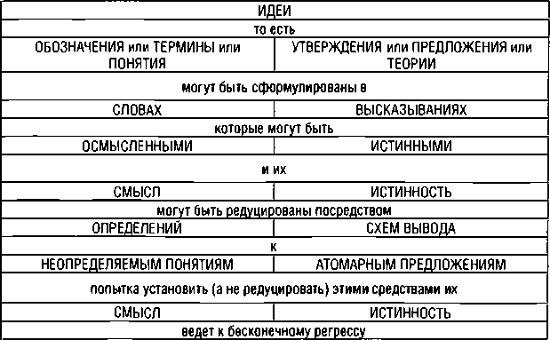 ИДЕИ
то есть
ОБОЗНАЧЕНИЯ или ТЕРМИНЫ или ПОНЯТИЯ
УТВЕРЖДЕНИЯ или ПРЕДЛОЖЕНИЯ или ТЕОРИИ
могут быть сформулированы в
СЛОВАХ
ВЫСКАЗЫВАНИЯХ
которые могут быть
ОСМЫСЛЕННЫМИ
ИСТИННЫМИ
и их
СМЫСЛ
ИСТИННОСТЬ
могут быть редуцированы посредством
ОПРЕДЕЛЕНИЙ
СХЕМ ВЫВОДА
к
НЕОПРЕДЕЛЯЕМЫМ ПОНЯТИЯМ
АТОМАРНЫМ ПРЕДЛОЖЕНИЯМ
попытка установить (а не редуцировать) этими средствами их
СМЫСЛ
ИСТИННОСТЬ
ведет к бесконечному регрессу